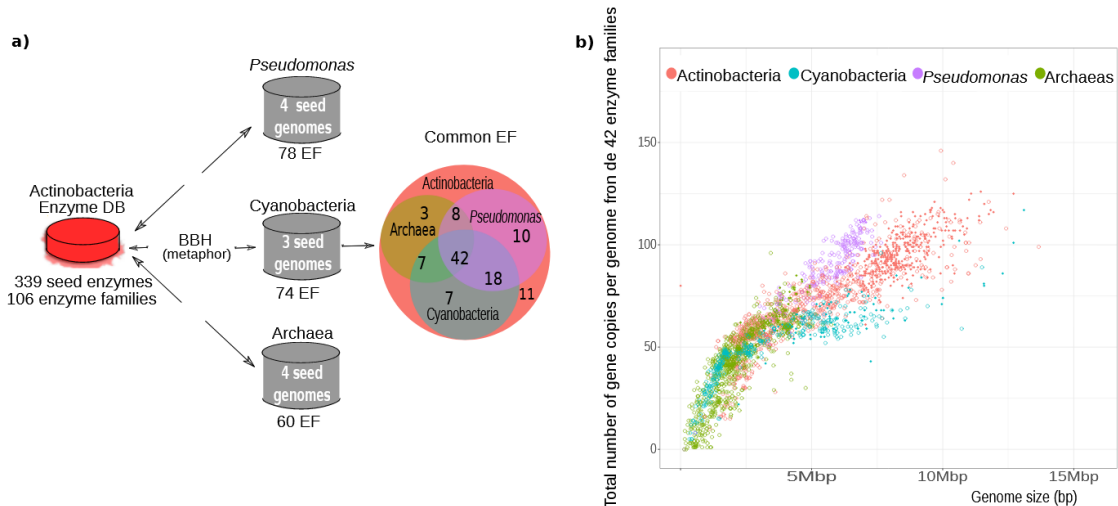 a)
Pseudomonas
4 seed
genomes
78 EF
Actinobacteria
Enzyme DB
339 seed enzymes
106 enzyme families
BBH
(metaphor)
Cyanobacteria
3 seed
genomes
74 EF
Archaea
4 seed
genomes
60 EF
Common EF
Actinobacteria
3
8
Pseudomonas
Archaea
10
7
42
18
7
11
Cyanobacteria
b)
Total number of gene copies per genome fron de 42 enzyme families
Actinobacteria Cyanobacteria Pseudomonas Archaeas
150
100
50
0
5Mbp 10Mbp 15Mbp
Genome size (bp)